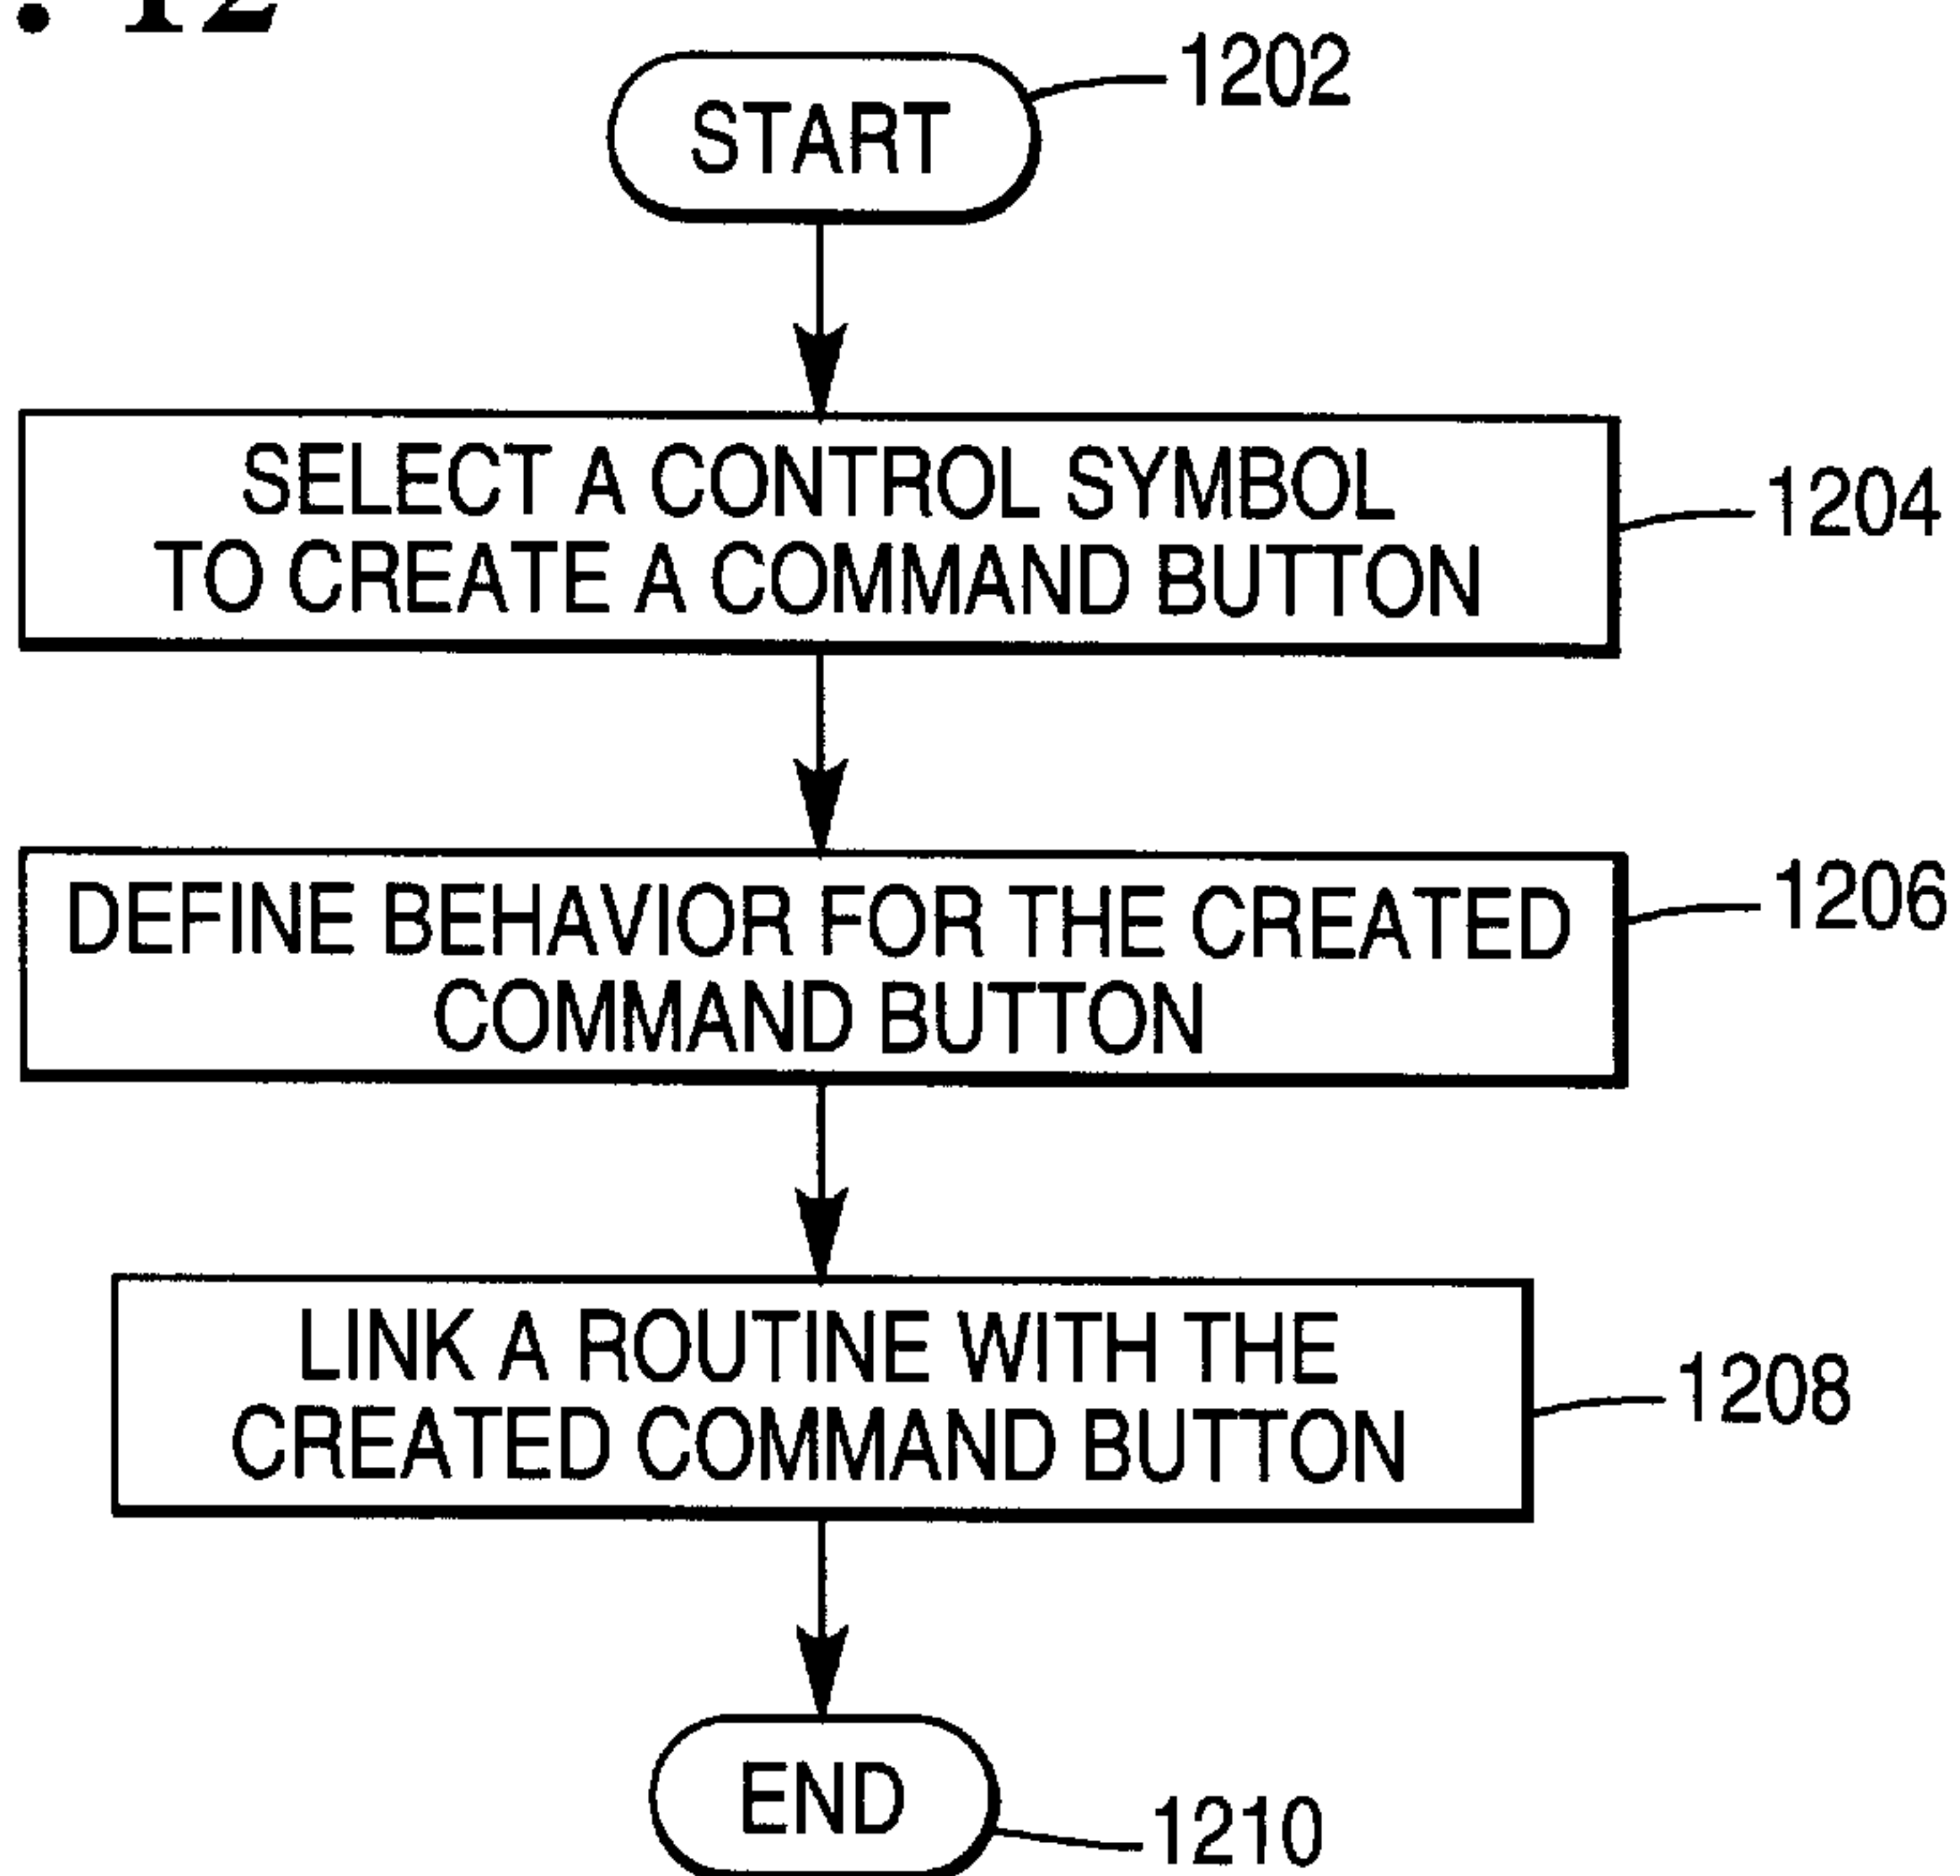 . 12
START
1202
SELECT A CONTROL SYMBOL
TO CREATE A COMMAND BUTTON
1204
DEFINE BEHAVIOR FOR THE CREATED
COMMAND BUTTON
1206
LINK A ROUTINE WITH THE
CREATED COMMAND BUTTON
1208
END
1210